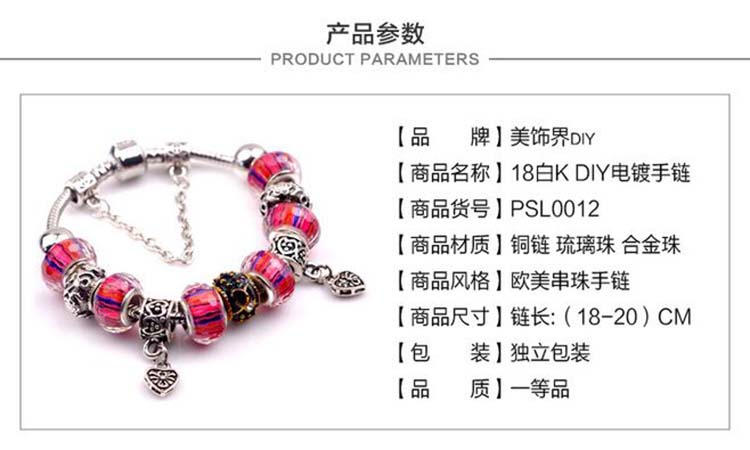 产品参数
PRODUCT PARAMETERS
【品 牌】美饰界DIY
【商品名称】18白K DIY电镀手链
【商品货号】PSL0012
【商品材质】铜链 琉璃珠 合金珠
【商品风格】欧美串珠手链
【商品尺寸】链长:(18-20)CM
【包 装】独立包装
【品 质】一等品